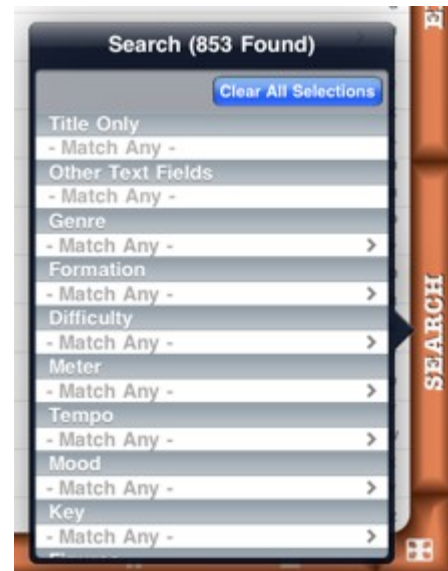 Search (853 Found)
Clear All Selections
Title Only
- Match Any -
Other Text Fields
- Match Any -
Genre
- Match Any -
Formation
- Match Any -
Difficulty
- Match Any -
Meter
- Match Any -
Tempo
- Match Any -
Mood
- Match Any -
Key
- Match Any -
SEARCH